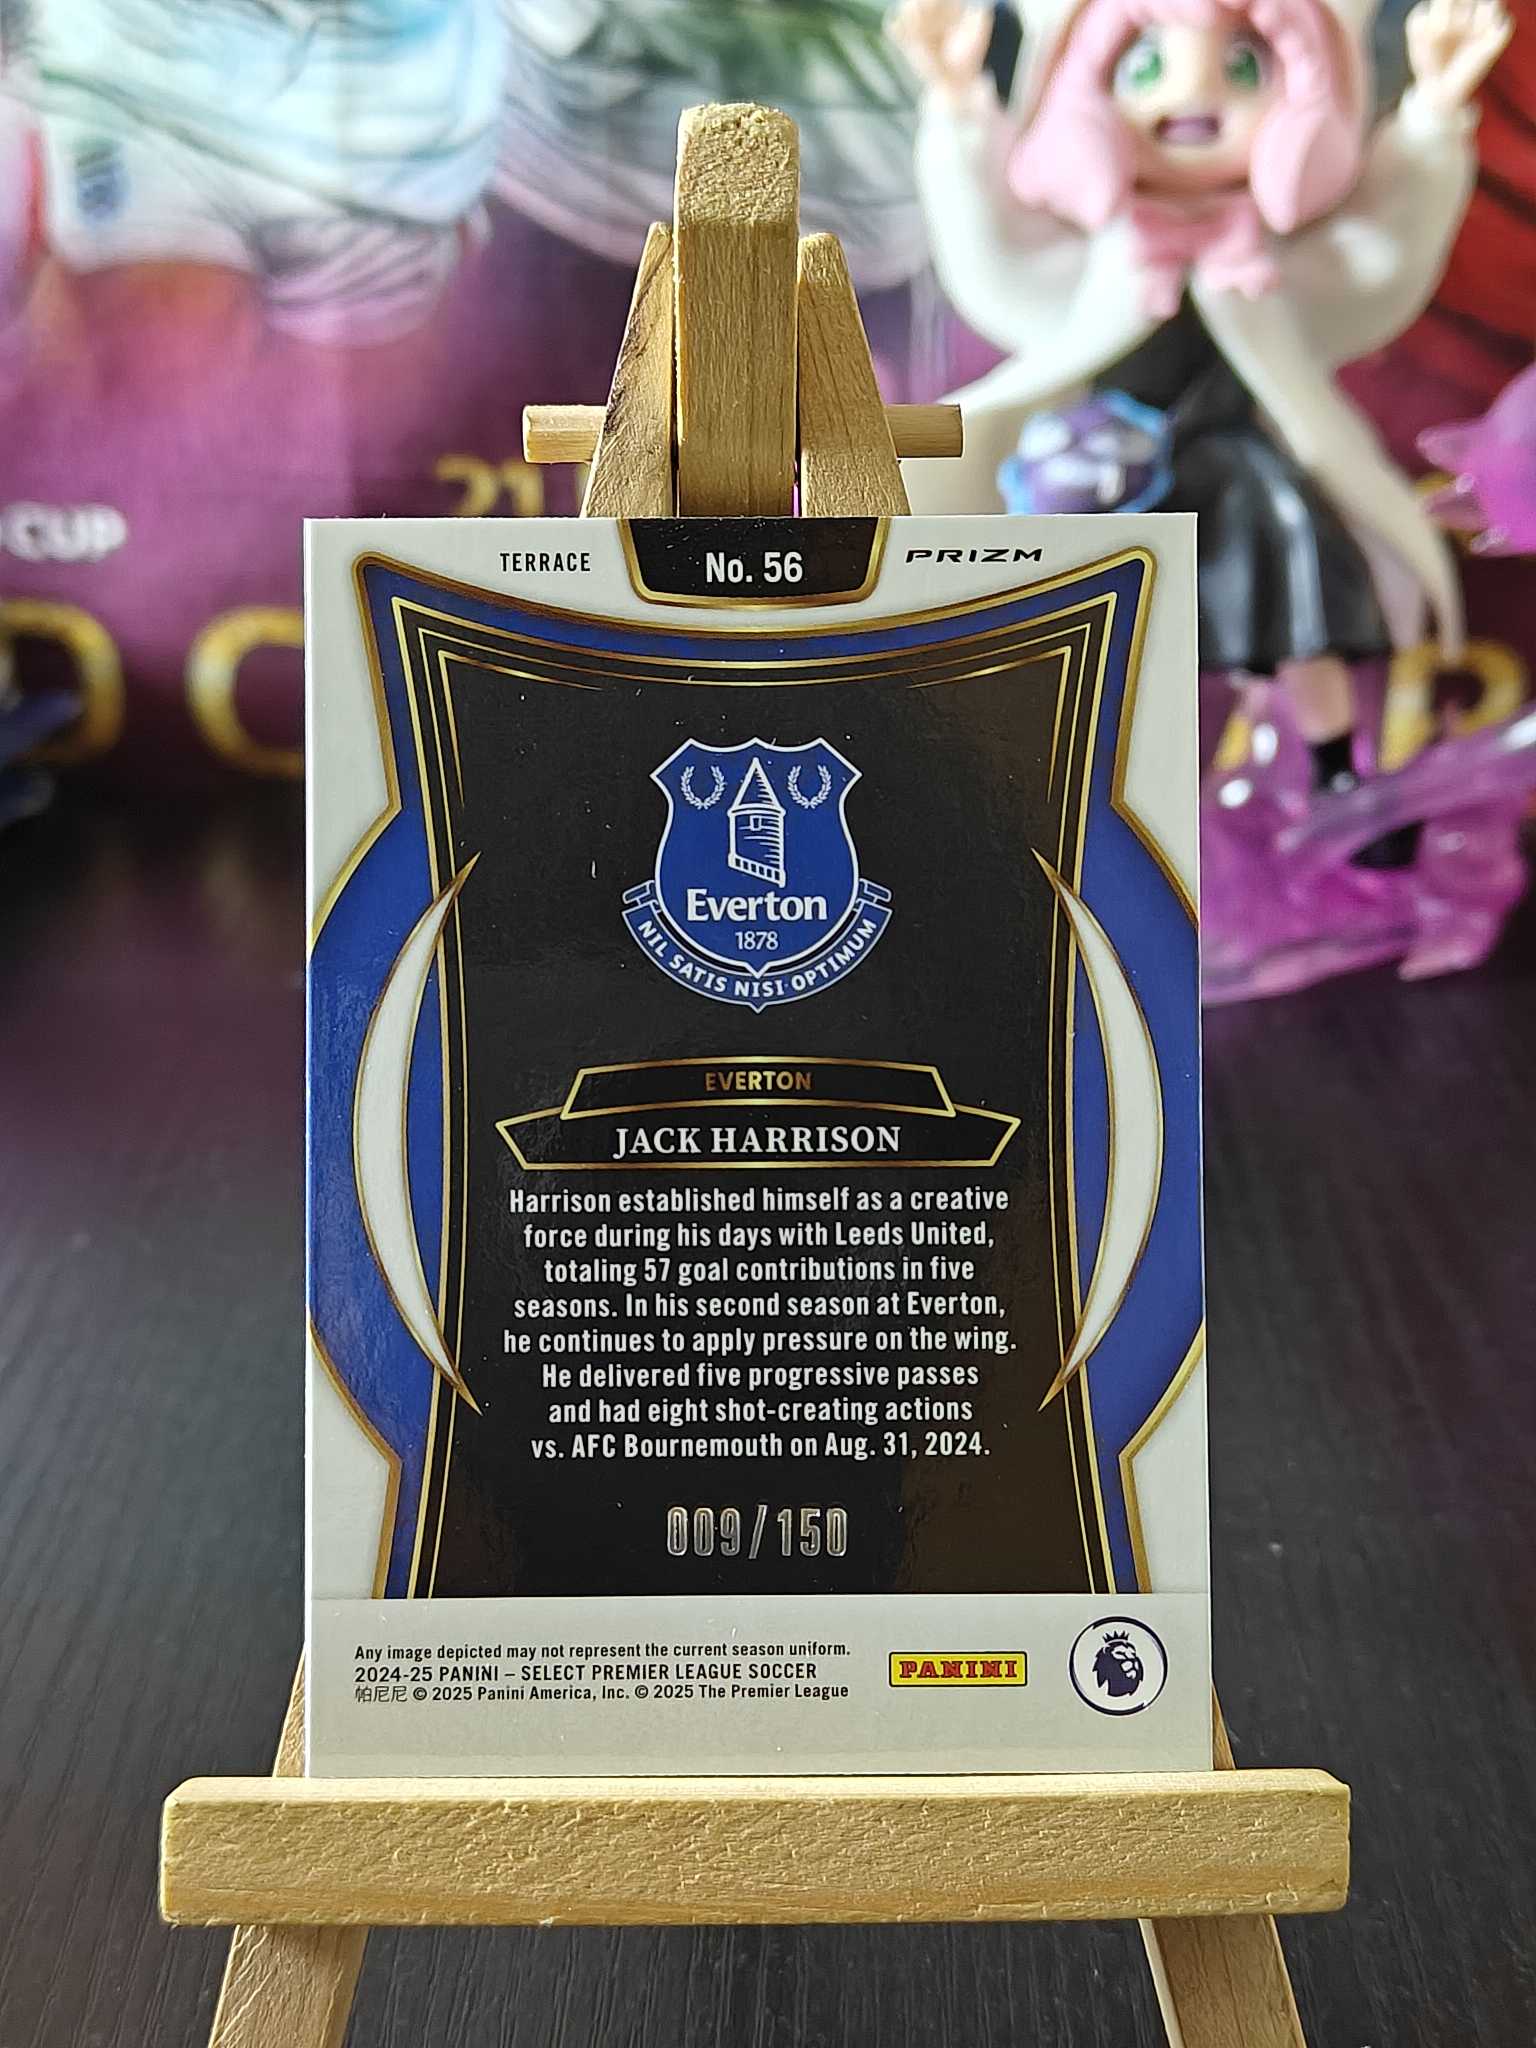 CUP
TERRACE
No. 56
PRIZM
Everton
1878
NIL SATIS NISI OPTIMUM
EVERTON
JACK HARRISON
Harrison established himself as a creative
force during his days with Leeds United,
totaling 57 goal contributions in five
seasons. In his second season at Everton,
he continues to apply pressure on the wing.
He delivered five progressive passes
and had eight shot-creating actions
vs. AFC Bournemouth on Aug. 31, 2024.
009/150
Any image depicted may not represent the current season uniform.
2024-25 PANINI – SELECT PREMIER LEAGUE SOCCER
帕尼尼 © 2025 Panini America, Inc. © 2025 The Premier League
PANINI